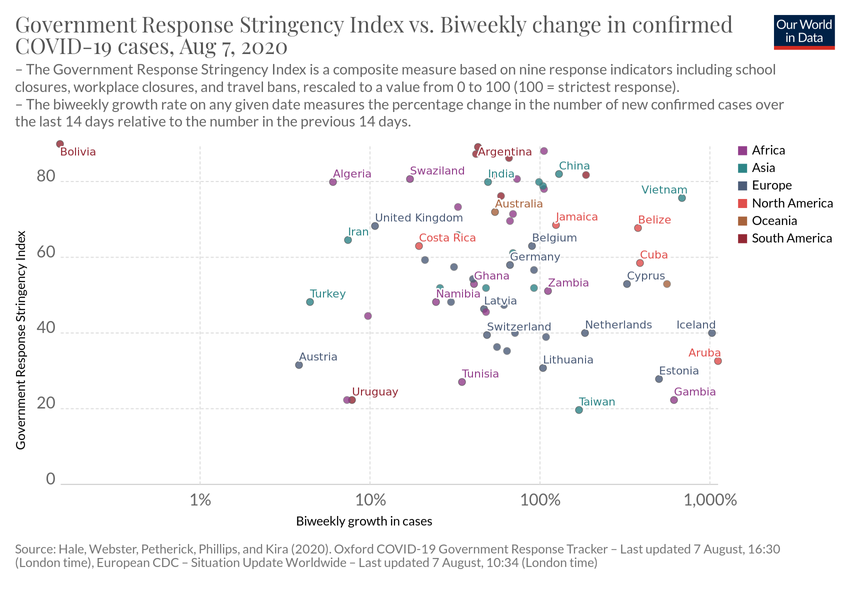 Government Response Stringency Index vs. Biweekly change in confirmed
COVID-19 cases, Aug 7, 2020
Our World
in Data
– The Government Response Stringency Index is a composite measure based on nine response indicators including school
closures, workplace closures, and travel bans, rescaled to a value from 0 to 100 (100 = strictest response).
– The biweekly growth rate on any given date measures the percentage change in the number of new confirmed cases over
the last 14 days relative to the number in the previous 14 days.
Bolivia
Argentina
Africa
China
Asia
80
Algeria
Swaziland
India
Vietnam
Europe
North America
Australia
Oceania
United Kingdom
Jamaica
Belize
South America
Iran
Costa Rica
Belgium
60
Germany
Cuba
Ghana
Zambia
Cyprus
Turkey
Namibia
Latvia
40
Switzerland
Netherlands
Iceland
Austria
Lithuania
Aruba
Tunisia
Estonia
Uruguay
Gambia
20
Taiwan
0
Government Response Stringency Index
1%
10%
100%
1,000%
Biweekly growth in cases
Source: Hale, Webster, Petherick, Phillips, and Kira (2020). Oxford COVID-19 Government Response Tracker – Last updated 7 August, 16:30
(London time), European CDC – Situation Update Worldwide – Last updated 7 August, 10:34 (London time)